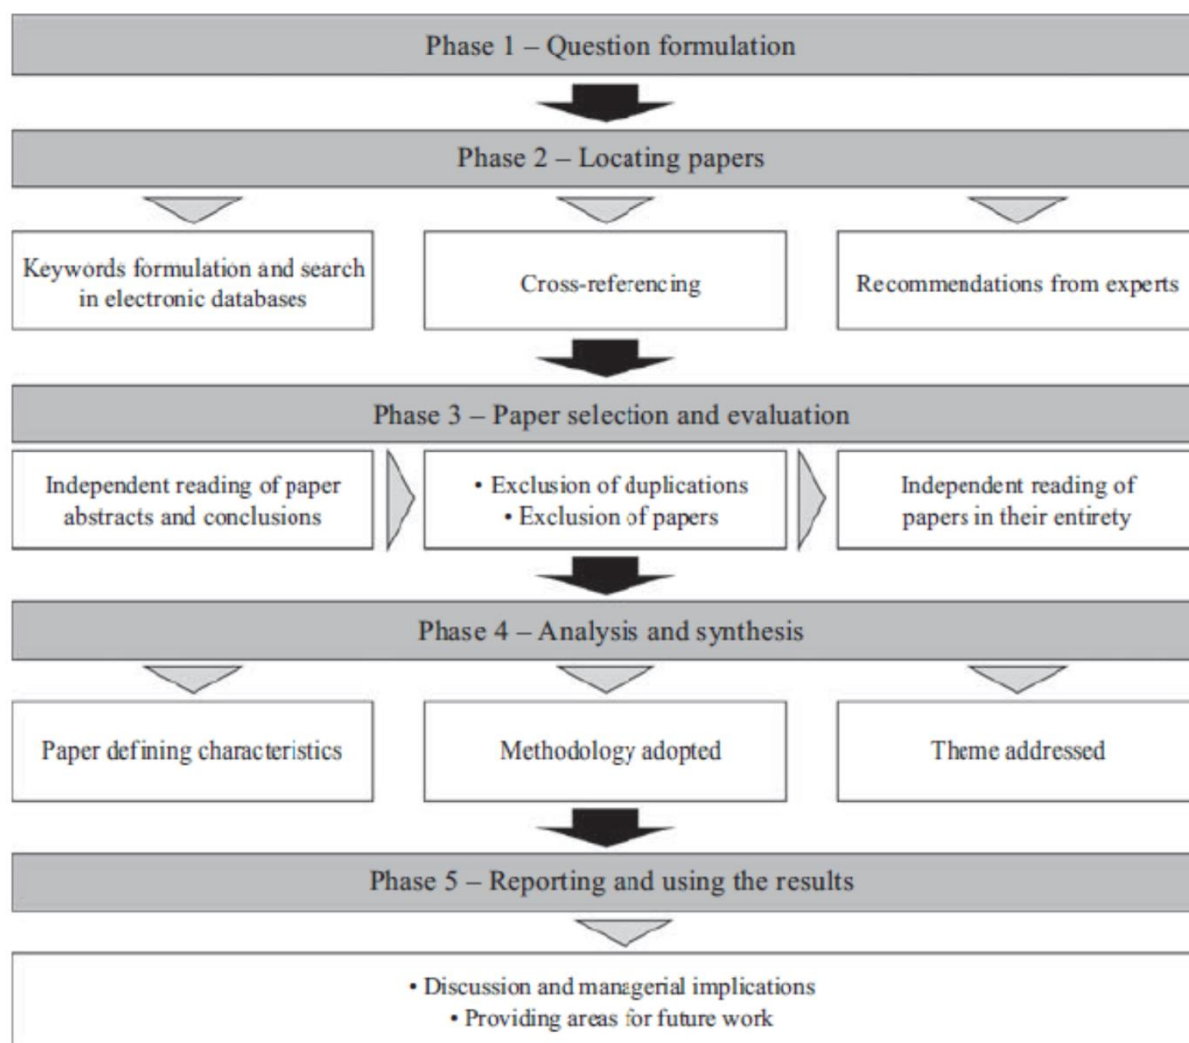 Phase 1 – Question formulation
Phase 2 – Locating papers
Keywords formulation and search
in electronic databases
Cross-referencing
Recommendations from experts
Phase 3 – Paper selection and evaluation
Independent reading of paper
abstracts and conclusions
• Exclusion of duplications
• Exclusion of papers
Independent reading of
papers in their entirety
Phase 4 – Analysis and synthesis
Paper defining characteristics
Methodology adopted
Theme addressed
Phase 5 – Reporting and using the results
• Discussion and managerial implications
• Providing areas for future work